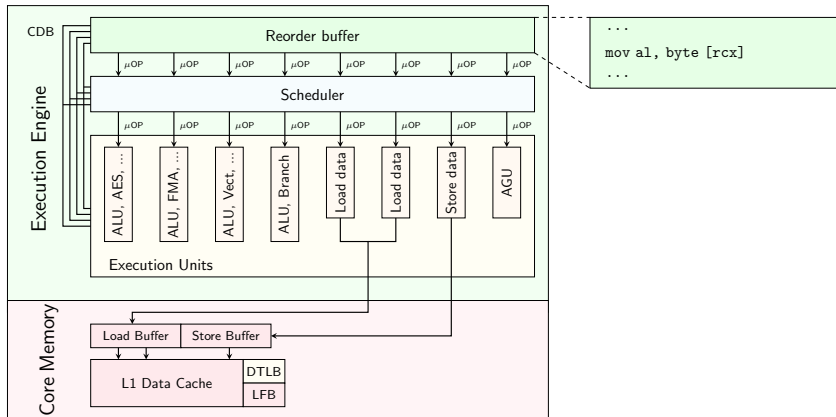 CDB
Reorder buffer
...
mov al, byte [rcx]
...
μOP μOP μOP μOP μOP μOP μOP μOP
Scheduler
μOP μOP μOP μOP μOP μOP μOP μOP
Execution Engine
ALU, AES, ...
ALU, FMA, ...
ALU, Vect, ...
ALU, Branch
Load data
Load data
Store data
AGU
Execution Units
Core Memory
Load Buffer
Store Buffer
L1 Data Cache
DTLB
LFB